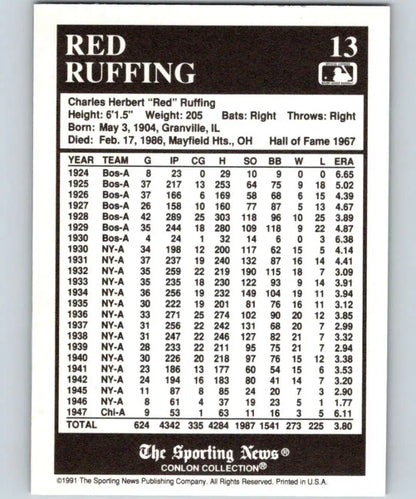 RED 13
RUFFING
Charles Herbert "Red" Ruffing
Height: 6'1.5" Weight: 205 Bats: Right Throws: Right
Born: May 3, 1904, Granville, IL
Died: Feb. 17, 1986, Mayfield Hts., OH Hall of Fame 1967
YEAR TEAM G IP CG H SO BB W L ERA
1924 Bos-A 8 23 0 29 10 9 0 0 6.65
1925 Bos-A 37 217 13 253 64 75 9 18 5.02
1926 Bos-A 37 166 6 169 58 68 6 15 4.39
1927 Bos-A 26 158 10 160 77 87 5 13 4.67
1928 Bos-A 42 289 25 303 118 96 10 25 3.89
1929 Bos-A 35 244 18 280 109 118 9 22 4.87
1930 Bos-A 4 24 1 32 14 6 0 3 6.38
1930 NY-A 34 198 12 200 117 62 15 5 4.14
1931 NY-A 37 237 19 240 132 87 16 14 4.41
1932 NY-A 35 259 22 219 190 115 18 7 3.09
1933 NY-A 35 235 18 230 122 93 9 14 3.91
1934 NY-A 36 256 19 232 149 104 19 11 3.94
1935 NY-A 30 222 19 201 81 76 16 11 3.12
1936 NY-A 33 271 25 274 102 90 20 12 3.85
1937 NY-A 31 256 22 242 131 68 20 7 2.99
1938 NY-A 31 247 22 246 127 82 21 7 3.32
1939 NY-A 28 233 22 211 95 75 21 7 2.94
1940 NY-A 30 226 20 218 97 76 15 12 3.38
1941 NY-A 23 186 13 177 60 54 15 6 3.53
1942 NY-A 24 194 16 183 80 41 14 7 3.20
1945 NY-A 11 87 8 85 24 20 7 3 2.90
1946 NY-A 8 61 4 37 19 23 5 1 1.77
1947 Chi-A 9 53 1 63 11 16 3 5 6.11
TOTAL 624 4342 335 4284 1987 1541 273 225 3.80
The Sporting News®
CONLON COLLECTION®
©1991 The Sporting News Publishing Company. All Rights Reserved. Printed in U.S.A.